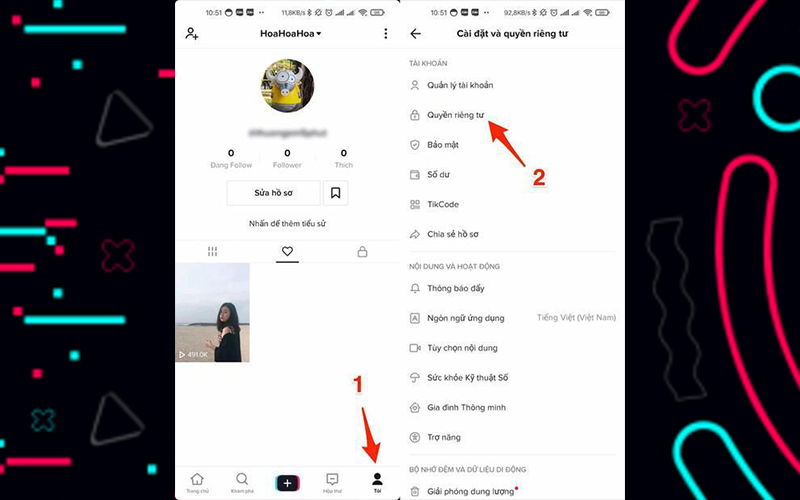 10:51
11,8KB/s
HoaHoaHoa
0
0
0
Đang Follow
Follower
Thích
Sửa hồ sơ
Nhấn để thêm tiểu sử
491.0K
1
Trang chủ
Khám phá
Hộp thư
Tôi
10:51
92,8KB/s
Cài đặt và quyền riêng tư
TÀI KHOẢN
Quản lý tài khoản
Quyền riêng tư
2
Bảo mật
Số dư
TikCode
Chia sẻ hồ sơ
NỘI DUNG VÀ HOẠT ĐỘNG
Thông báo đẩy
Ngôn ngữ ứng dụng Tiếng Việt (Việt Nam)
Tùy chọn nội dung
Sức khỏe Kỹ thuật Số
Gia đình Thông minh
Trợ năng
BỘ NHỚ ĐỆM VÀ DỮ LIỆU DI ĐỘNG
Giải phóng dung lượng